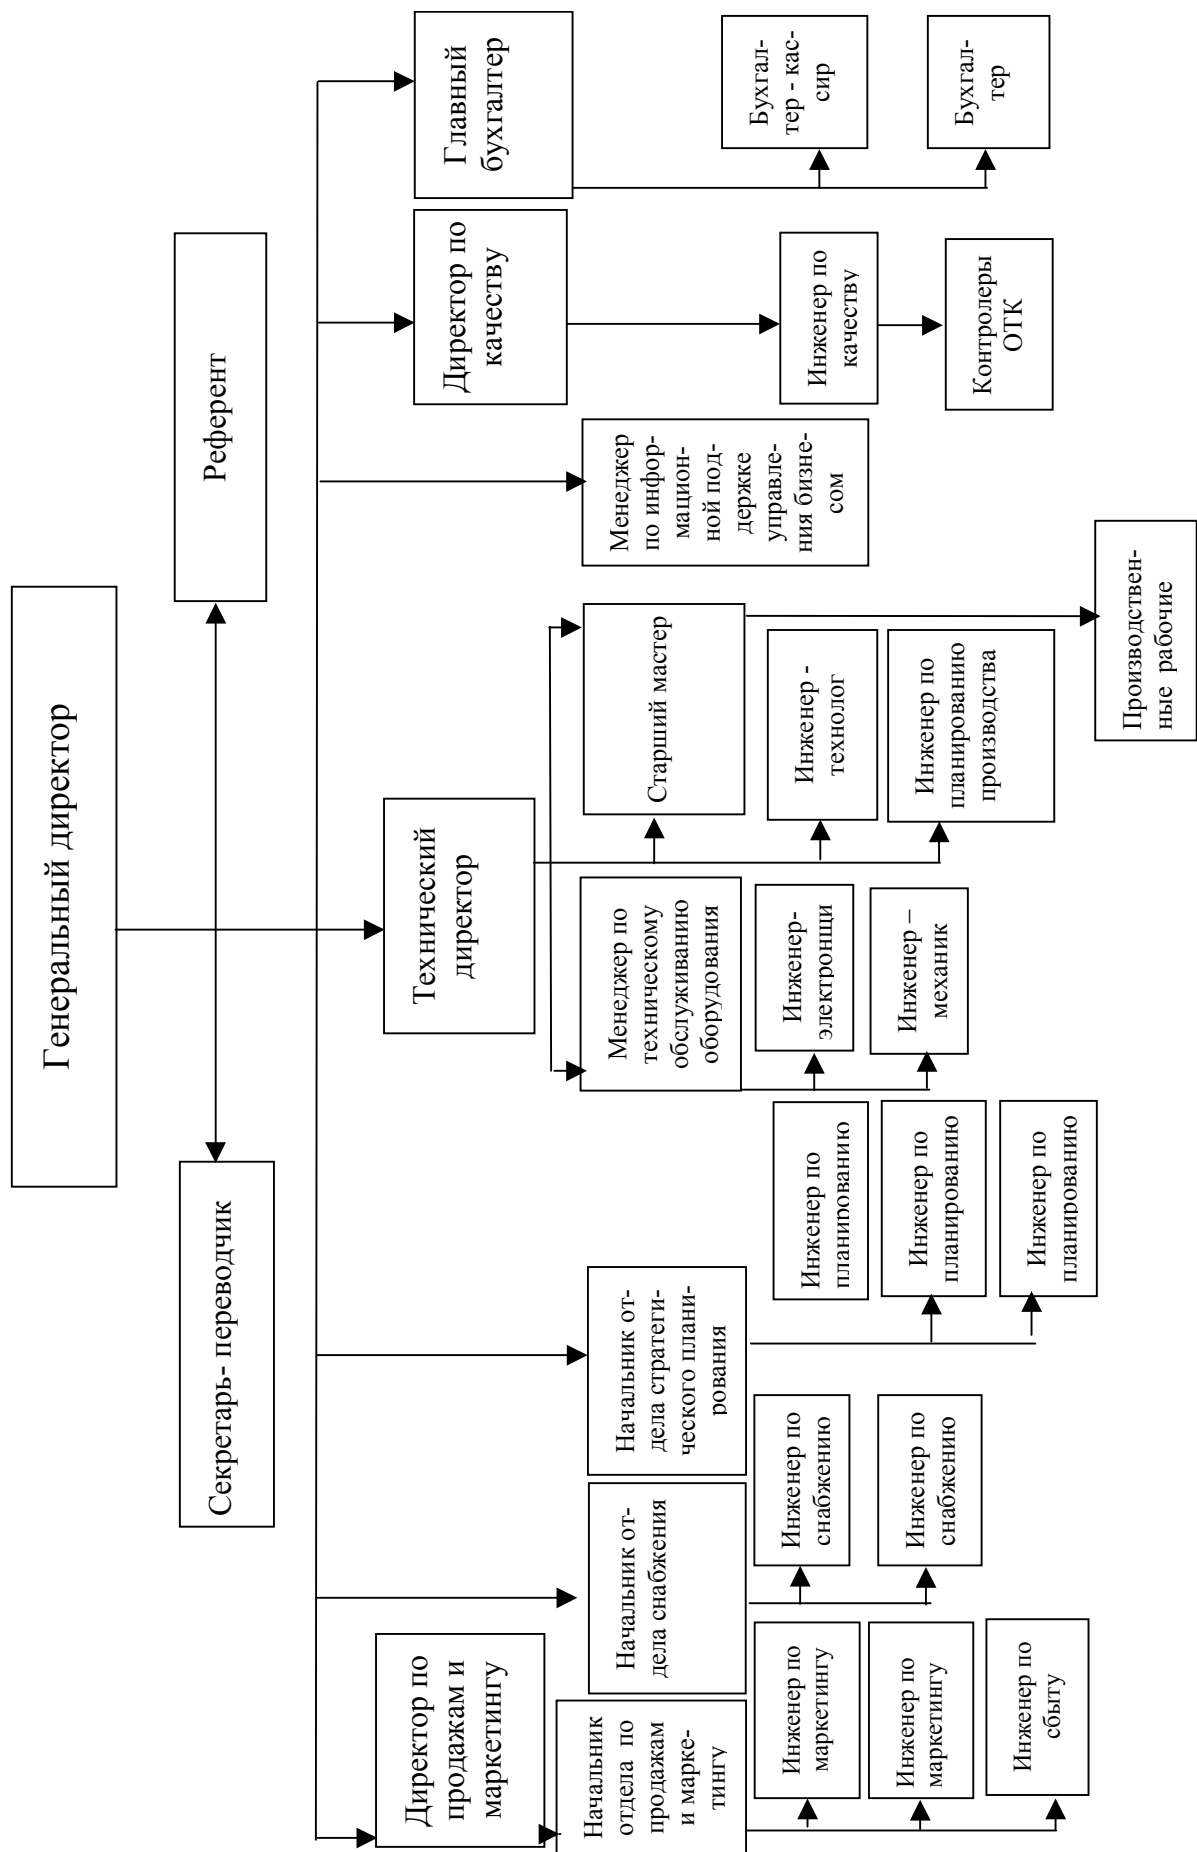 Генеральный директор
Секретарь- переводчик
Референт
Директор по
продажам и
маркетингу
Технический
директор
Директор по
качеству
Главный
бухгалтер
Начальник
отдела по
продажам
и марке-
тингу
Начальник от-
дела снабжения
Начальник от-
дела стратеги-
ческого плани-
рования
Менеджер по
техническому
обслуживанию
оборудования
Старший мастер
Менеджер
по инфор-
мацион-
ной под-
держке
управле-
ния бизне-
сом
Инженер по
маркетингу
Инженер по
маркетингу
Инженер по
сбыту
Инженер по
снабжению
Инженер по
снабжению
Инженер по
планированию
Инженер по
планированию
Инженер по
планированию
Инженер-
электронци
Инженер –
механик
Инженер -
технолог
Инженер по
планированию
производства
Производствен-
ные рабочие
Инженер по
качеству
Контролеры
ОТК
Бухгал-
тер - кас-
сир
Бухгал-
тер